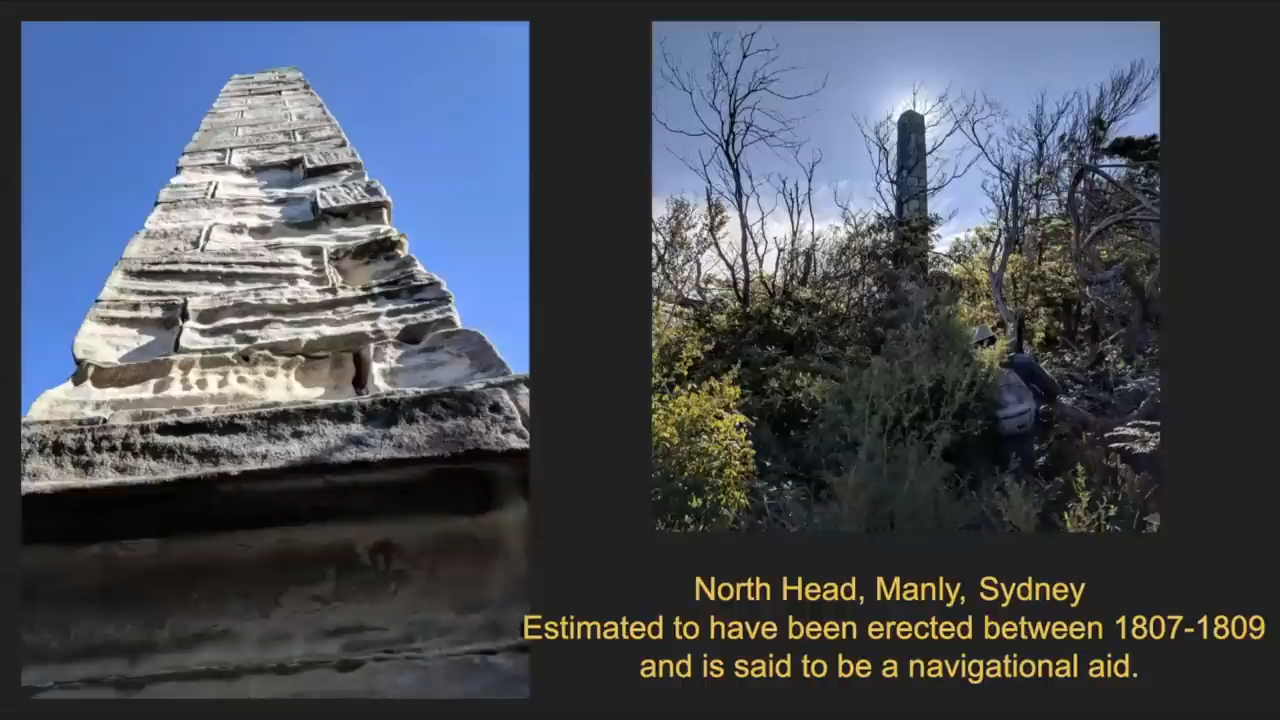 North Head, Manly, Sydney
Estimated to have been erected between 1807-1809
and is said to be a navigational aid.